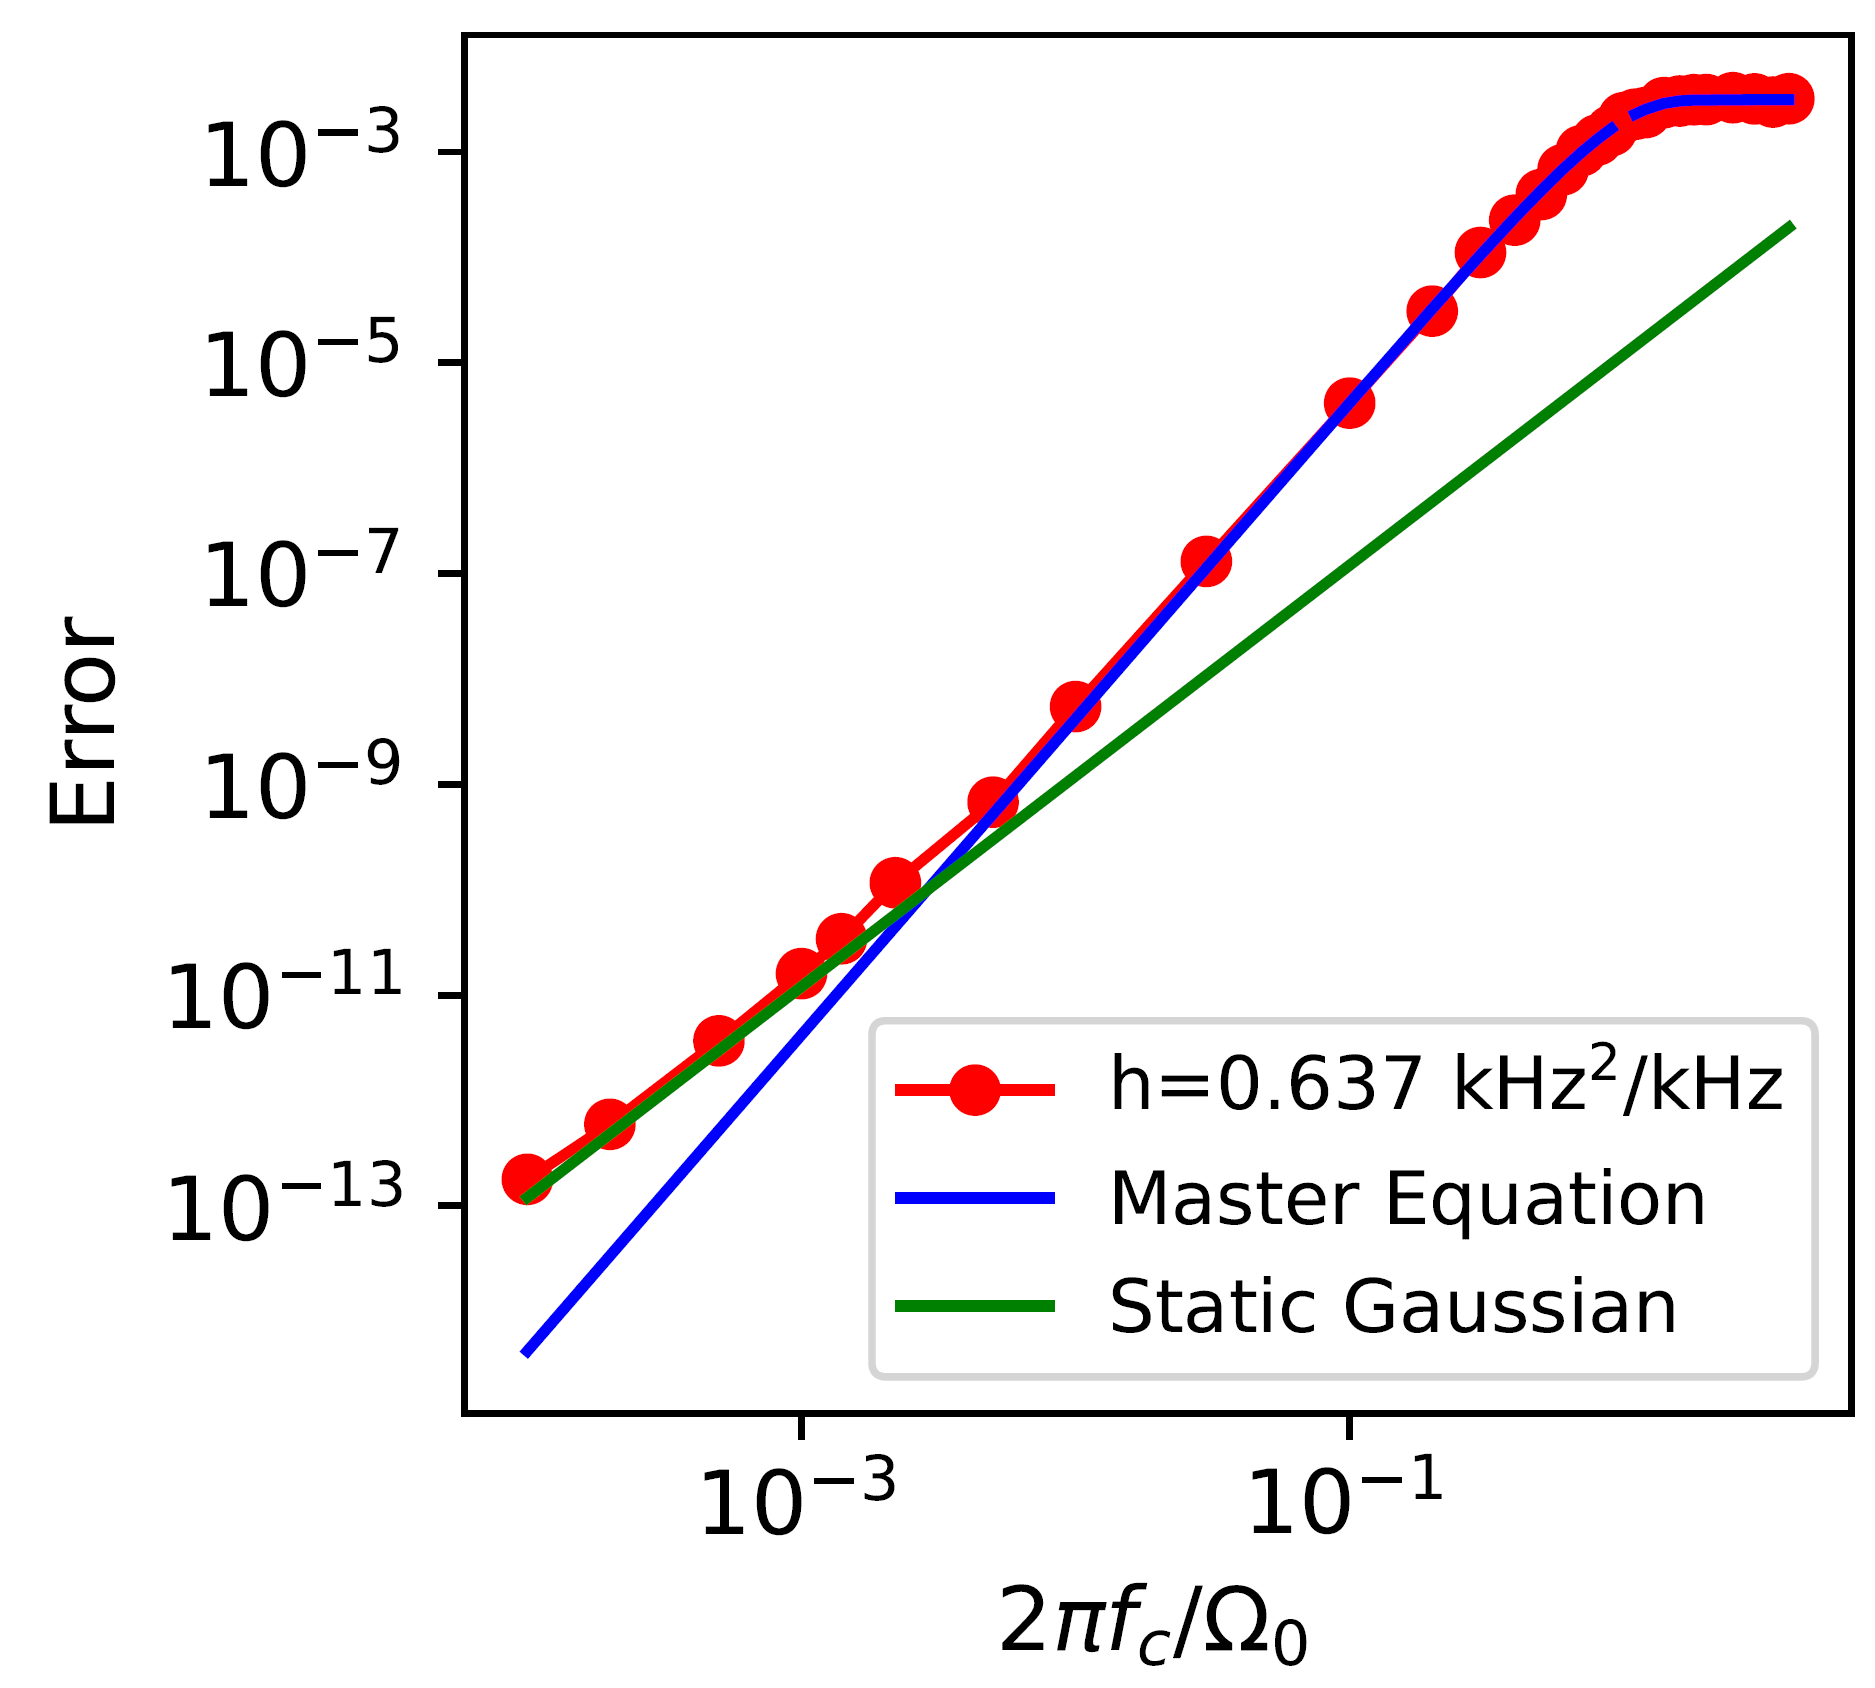 10⁻³
10⁻⁵
10⁻⁷
10⁻⁹
10⁻¹¹
10⁻¹³
Error
h=0.637 kHz²/kHz
Master Equation
Static Gaussian
10⁻³ 10⁻¹
2πf_c/Ω₀